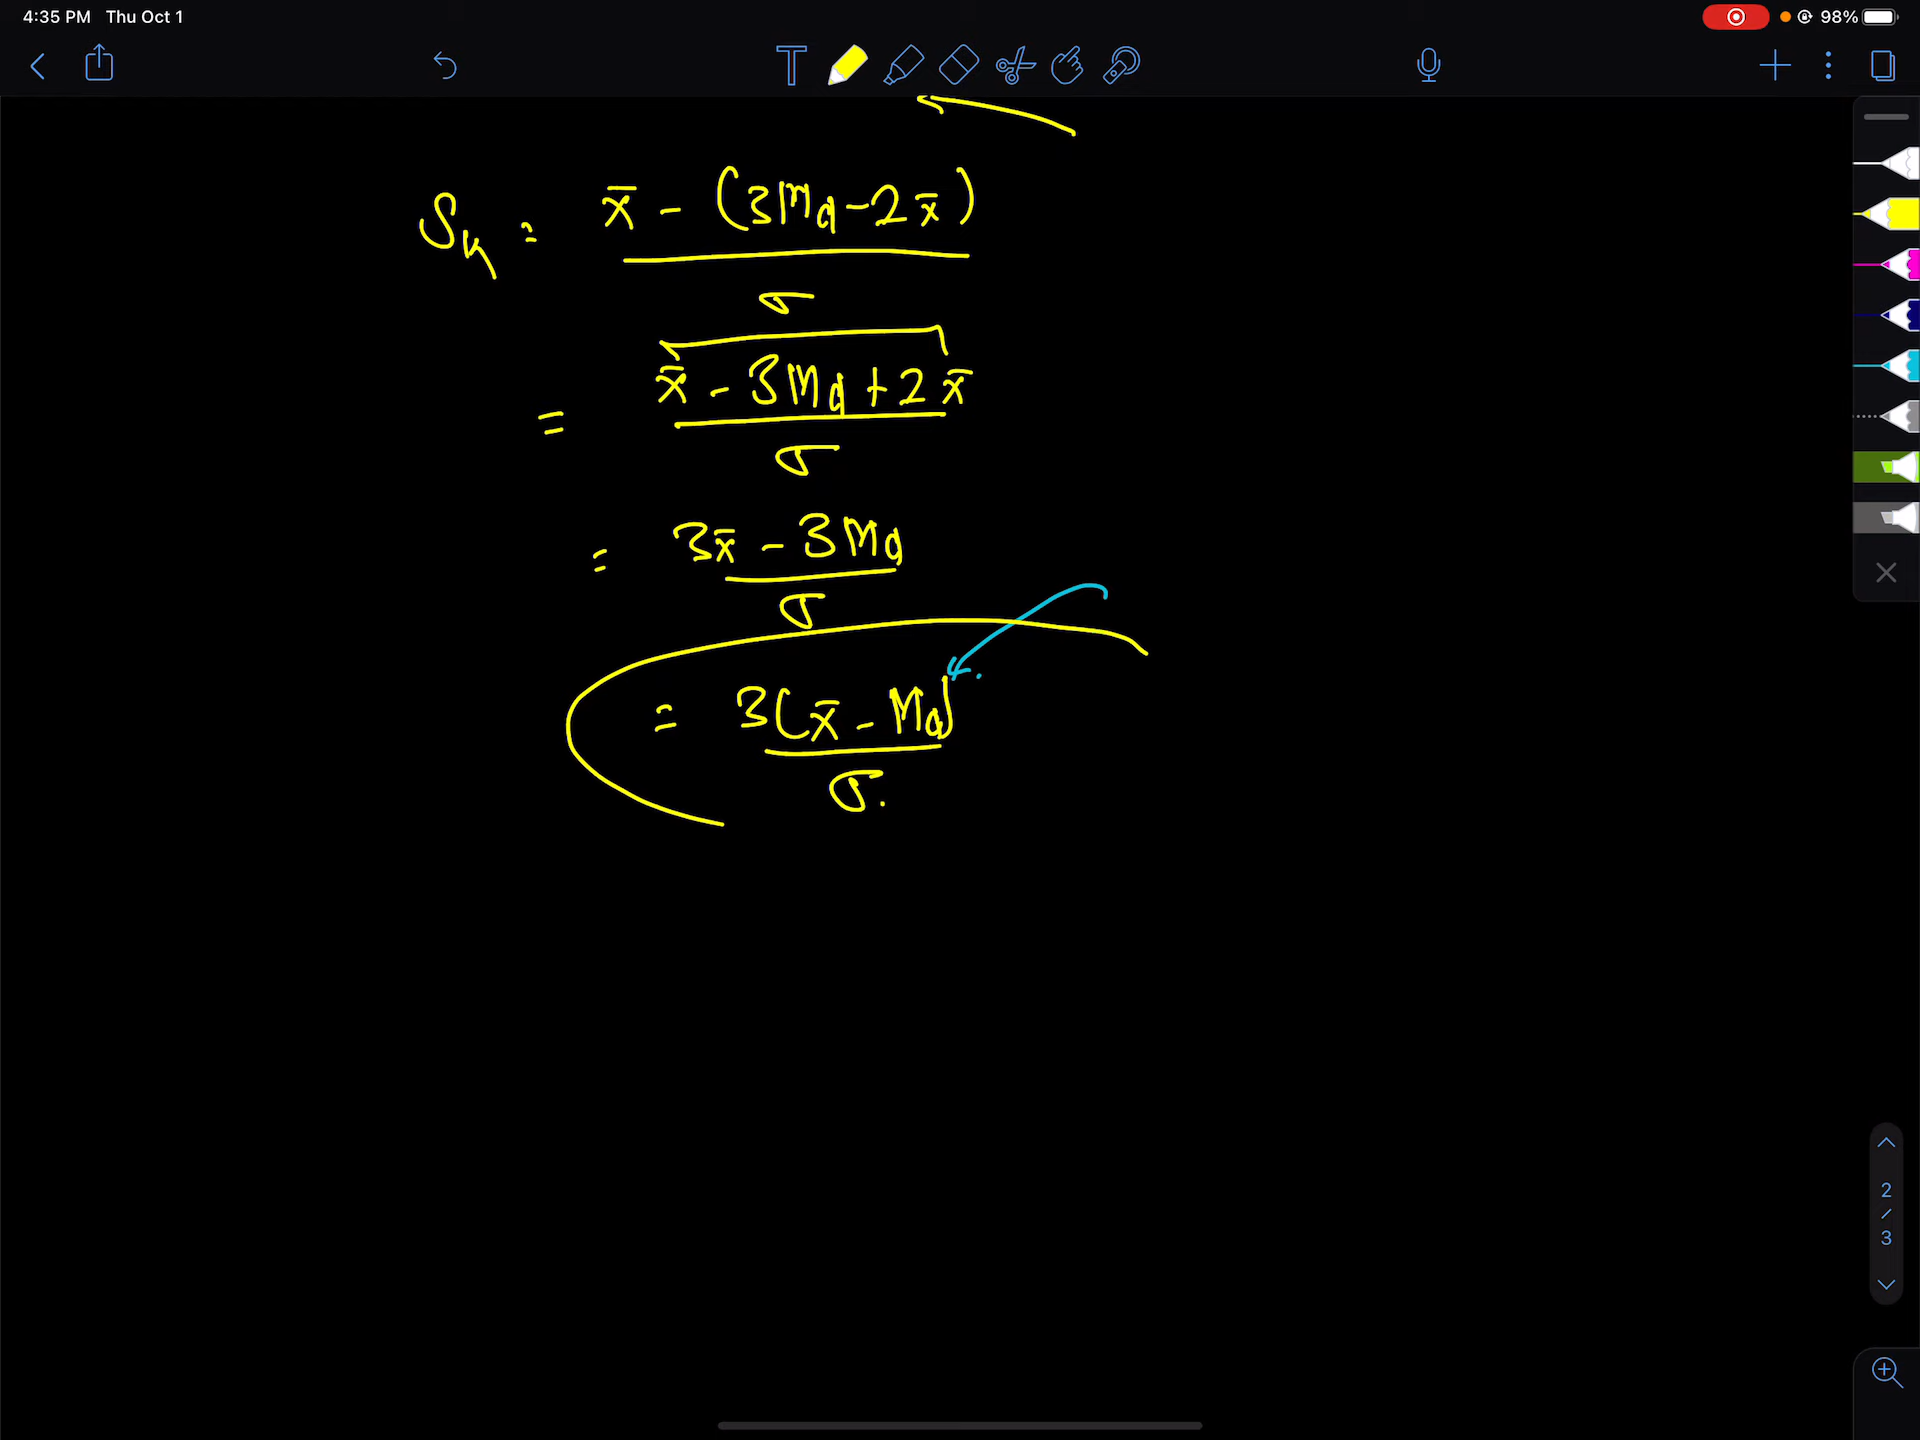 4:35 PM Thu Oct 1
98%
T
Sk = x̄ - (3Md - 2x̄)
σ
= x̄ - 3Md + 2x̄
σ
= 3x̄ - 3Md
σ
= 3(x̄ - Md)
σ.
2
/
3